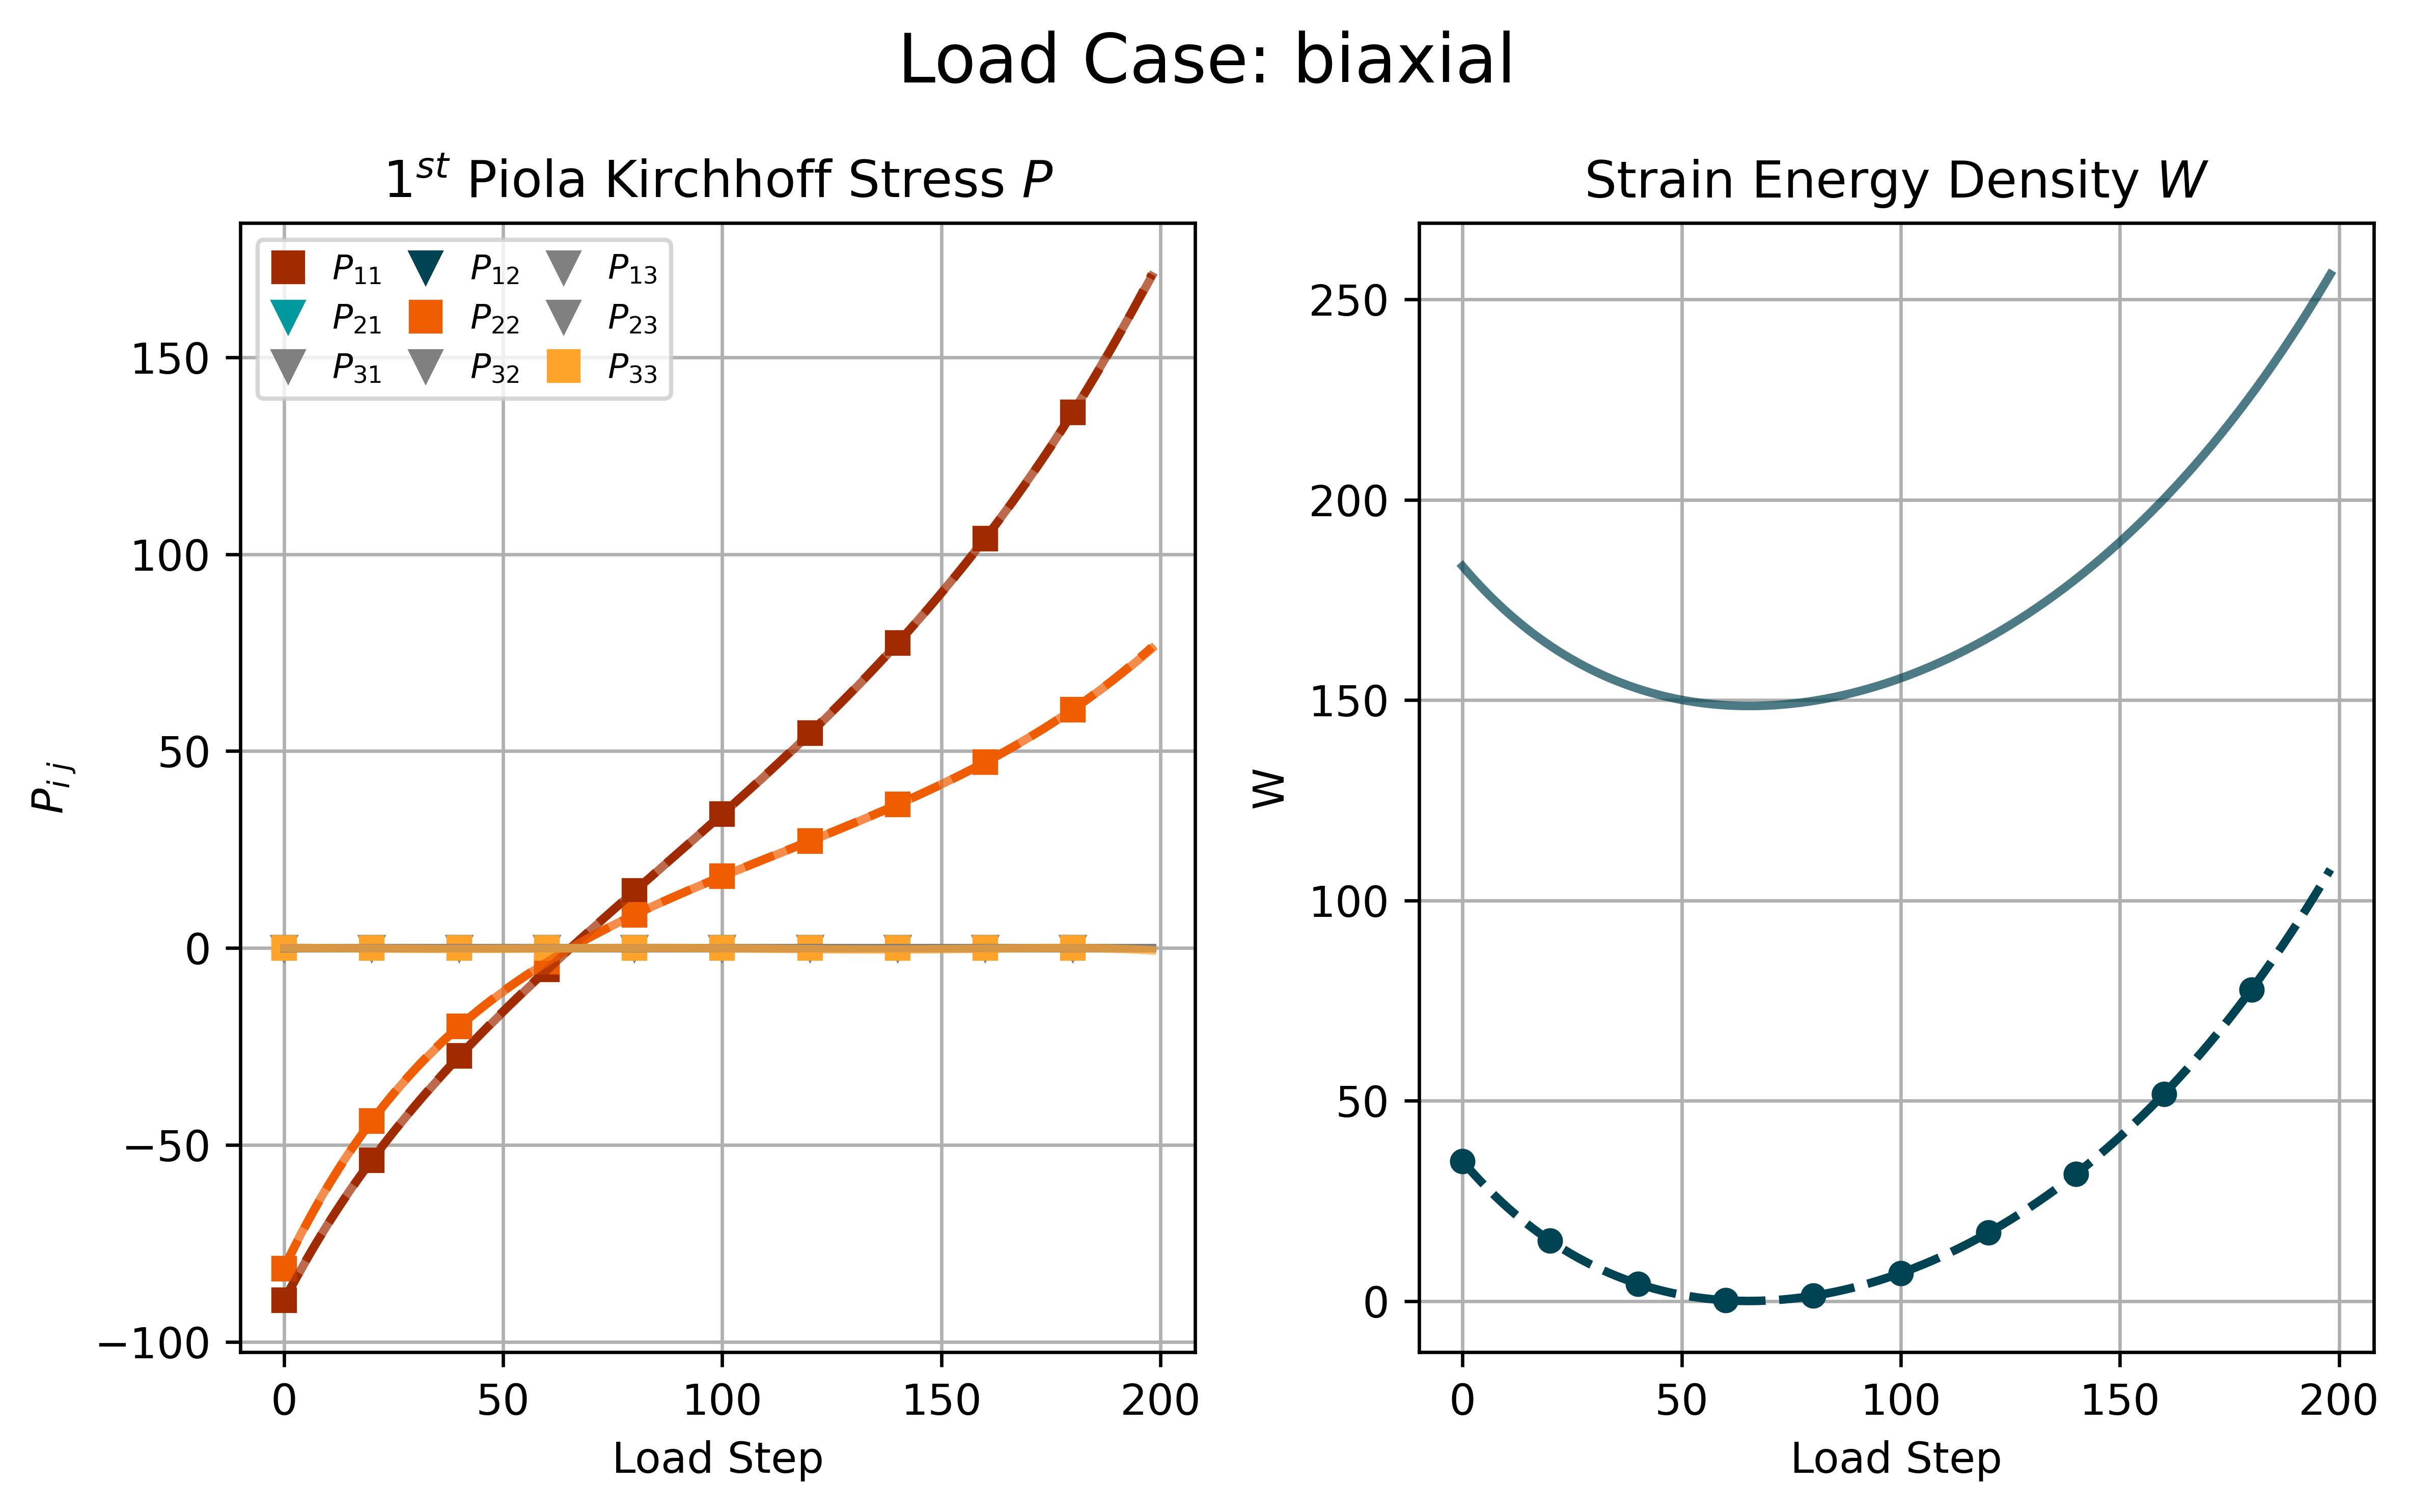 Load Case: biaxial
1st Piola Kirchhoff Stress P
Strain Energy Density W
P11 P12 P13
P21 P22 P23
P31 P32 P33
150
100
50
0
−50
−100
Pi j
0 50 100 150 200
Load Step
250
200
150
100
50
0
W
0 50 100 150 200
Load Step